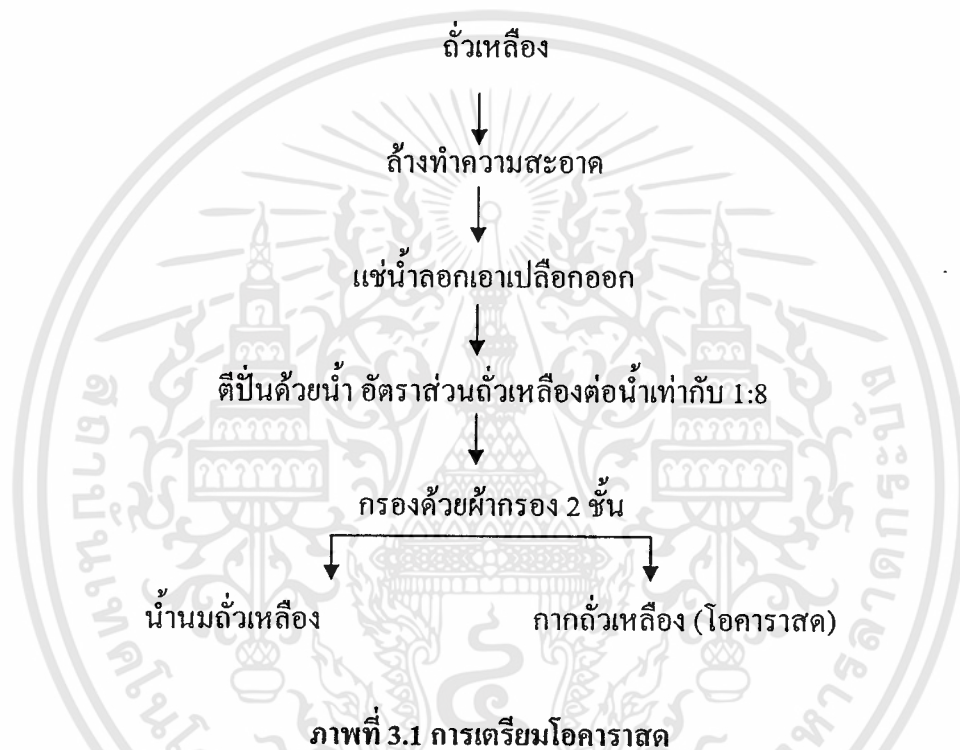 ถั่วเหลือง
ล้างทำความสะอาด
แช่น้ำลอกเอาเปลือกออก
ตีปั่นด้วยน้ำ อัตราส่วนถั่วเหลืองต่อน้ำเท่ากับ 1:8
กรองด้วยผ้ากรอง 2 ชั้น
น้ำนมถั่วเหลือง กากถั่วเหลือง (โอคาราสด)
ภาพที่ 3.1 การเตรียมโอคาราสด